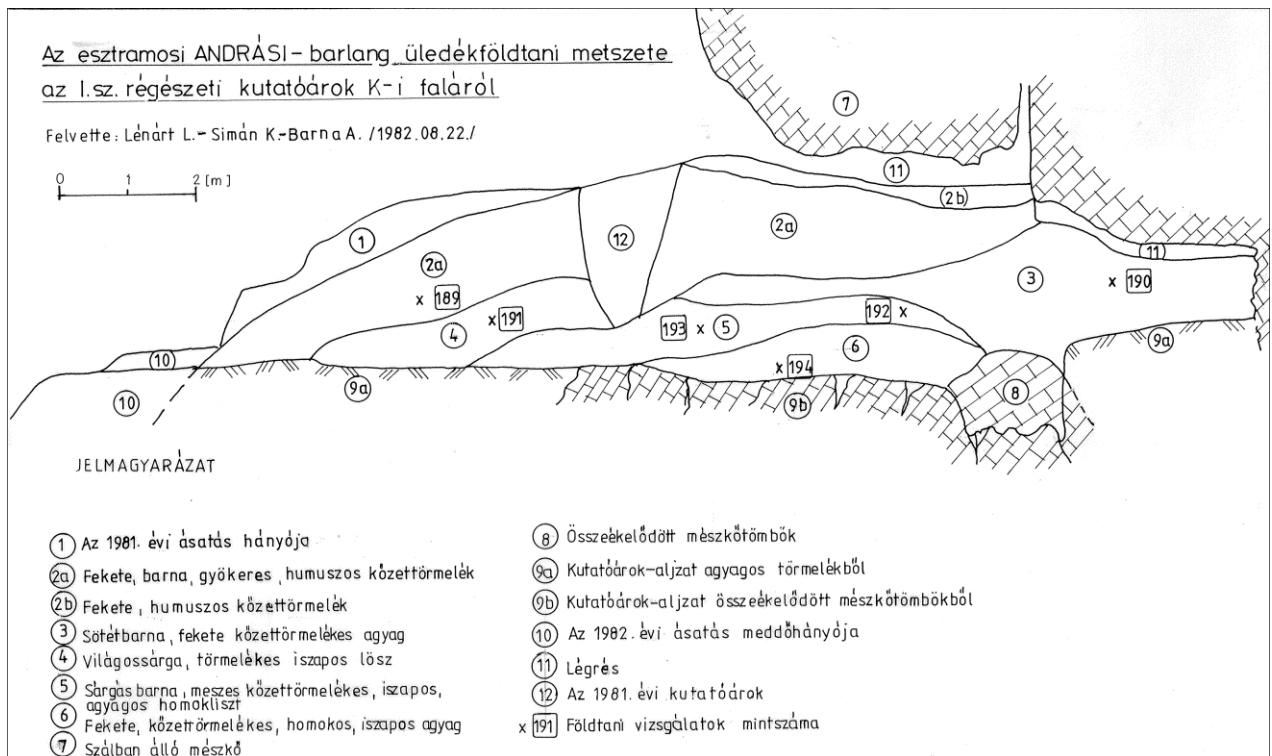 Az esztramosi ANDRÁSI-barlang üledékföldtani metszete
az I.sz. régészeti kutatóárok K-i faláról
Felvette: Lénárt L.-Simán K.-Barna A. /1982.08.22./
0 1 2 [m]
7
11
2b
2a
12
1
2a
3
11
x 190
x 189
x 191
4
193 x
5
192 x
6
x 194
9a
10
10
9a
9b
8
JELMAGYARÁZAT
1 Az 1981. évi ásatás hányója
2a Fekete, barna, gyökeres, humuszos kőzettörmelék
2b Fekete, humuszos kőzettörmelék
3 Sötétbarna, fekete kőzettörmelékes agyag
4 Világossárga, törmelékes iszapos lösz
5 Sárgás barna, meszes kőzettörmelékes, iszapos,
agyagos homokliszt
6 Fekete, kőzettörmelékes, homokos, iszapos agyag
7 Szálban álló mészkő
8 Összeékelődött mészkőtömbök
9a Kutatóárok-aljzat agyagos törmelékből
9b Kutatóárok-aljzat összeékelődött mészkőtömbökből
10 Az 1982. évi ásatás meddőhányója
11 Légrés
12 Az 1981. évi kutatóárok
x 191 Földtani vizsgálatok mintszáma